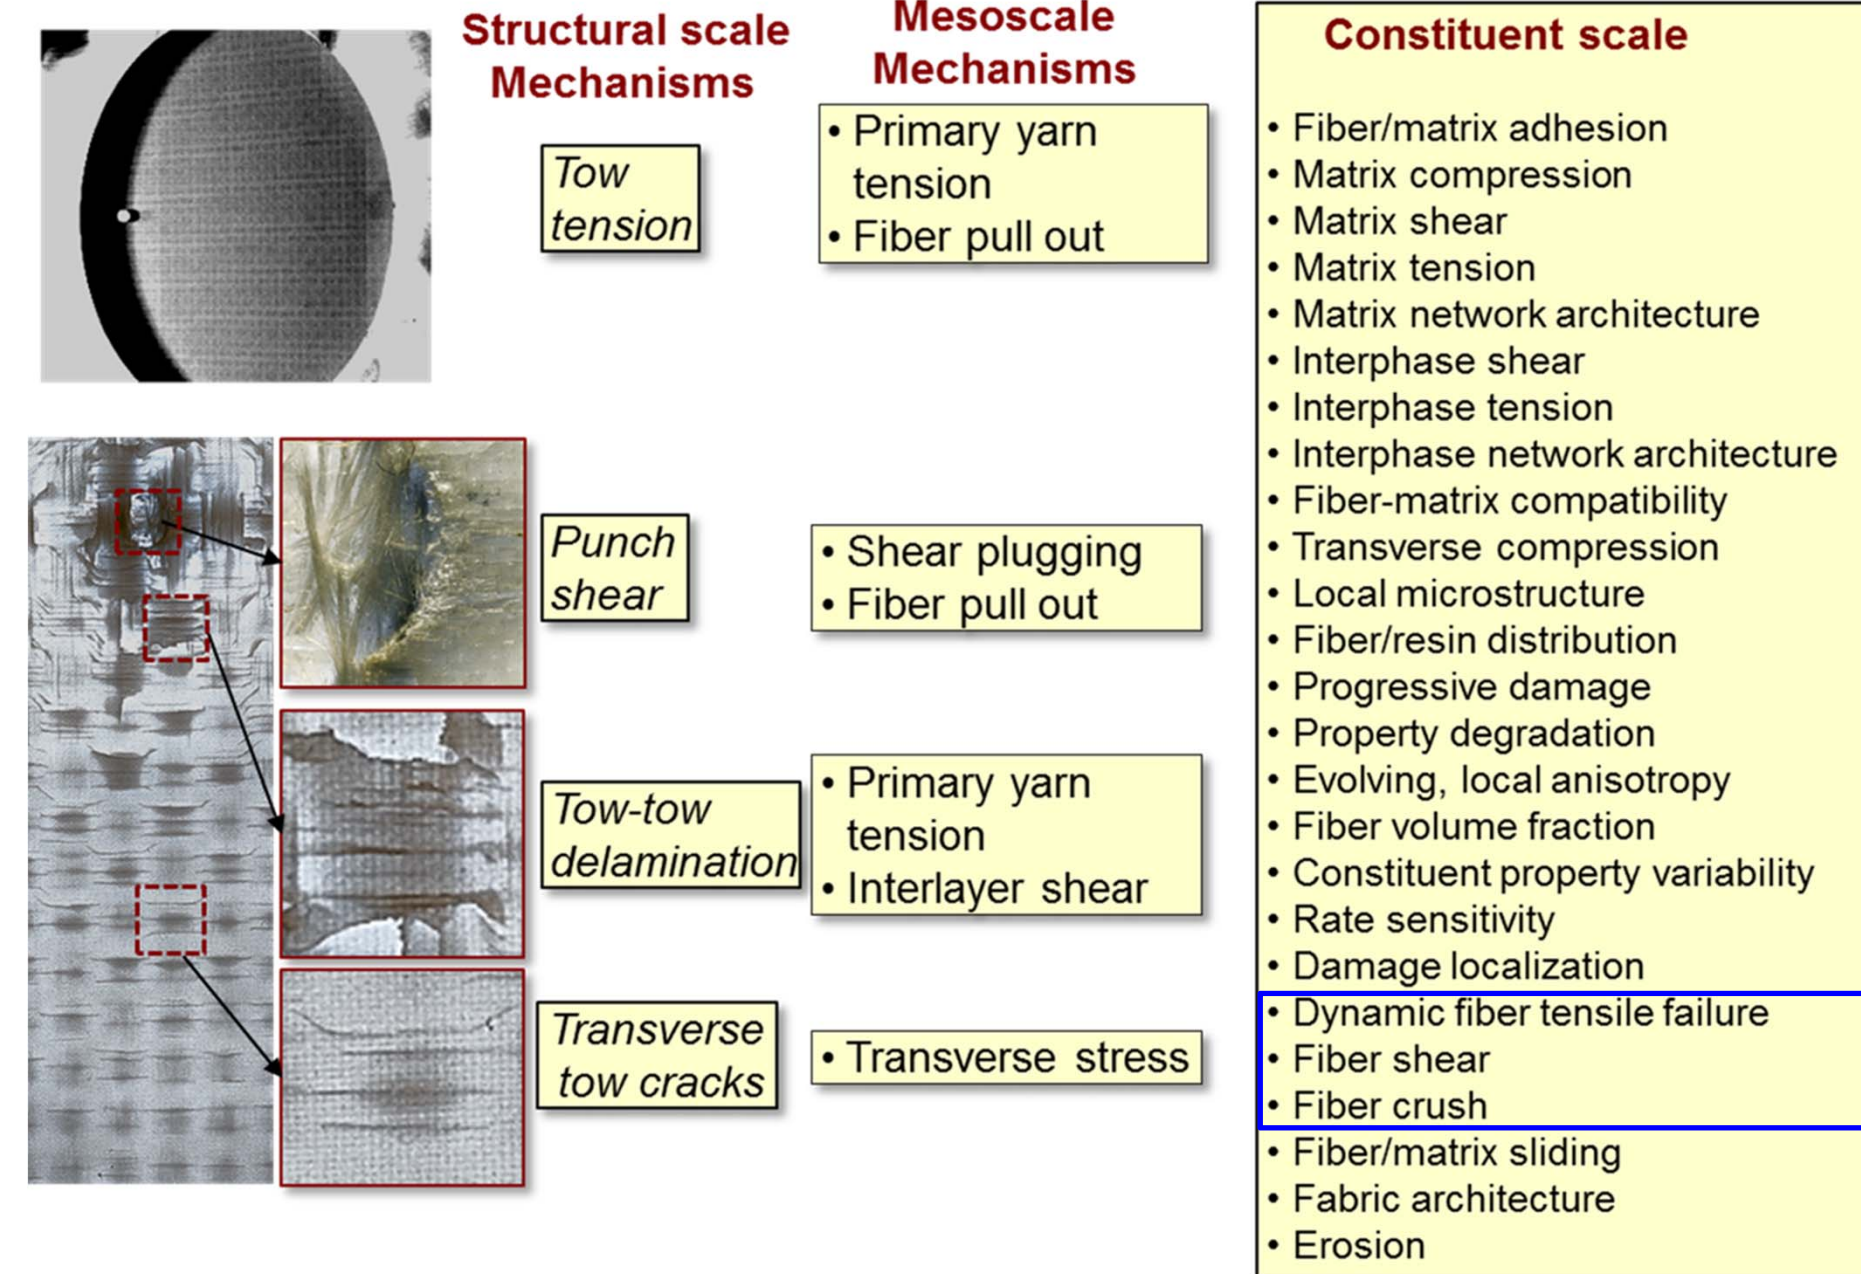 Structural scale
Mechanisms
Mesoscale
Mechanisms
Constituent scale
Tow
tension
• Primary yarn
tension
• Fiber pull out
Punch
shear
• Shear plugging
• Fiber pull out
Tow-tow
delamination
• Primary yarn
tension
• Interlayer shear
Transverse
tow cracks
• Transverse stress
• Fiber/matrix adhesion
• Matrix compression
• Matrix shear
• Matrix tension
• Matrix network architecture
• Interphase shear
• Interphase tension
• Interphase network architecture
• Fiber-matrix compatibility
• Transverse compression
• Local microstructure
• Fiber/resin distribution
• Progressive damage
• Property degradation
• Evolving, local anisotropy
• Fiber volume fraction
• Constituent property variability
• Rate sensitivity
• Damage localization
• Dynamic fiber tensile failure
• Fiber shear
• Fiber crush
• Fiber/matrix sliding
• Fabric architecture
• Erosion